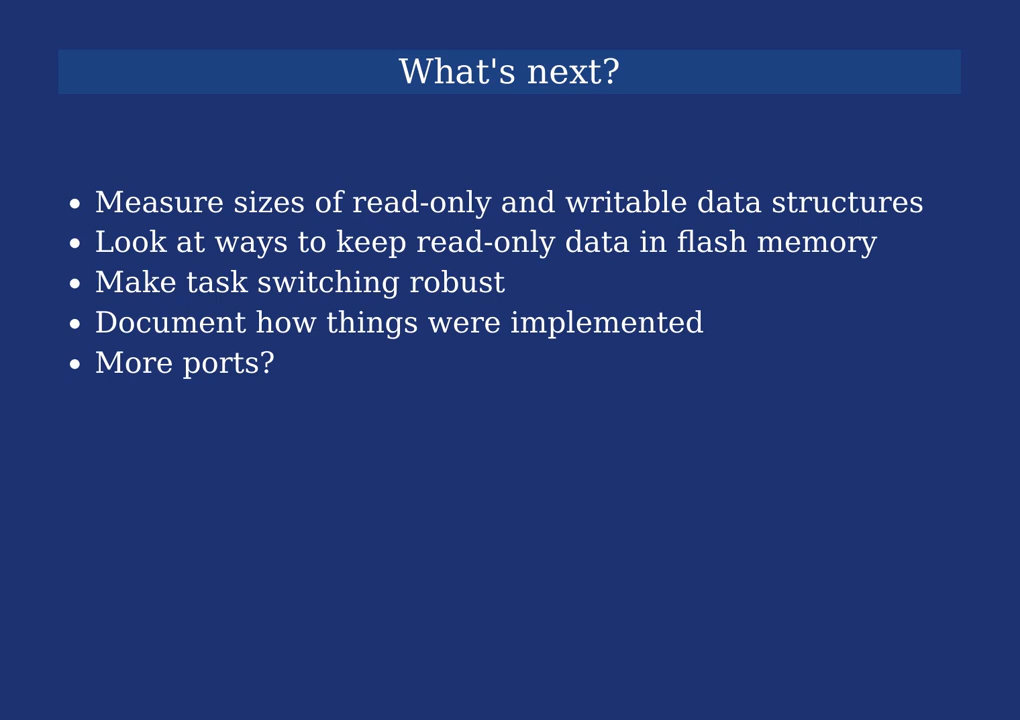 What's next?
• Measure sizes of read-only and writable data structures
• Look at ways to keep read-only data in flash memory
• Make task switching robust
• Document how things were implemented
• More ports?